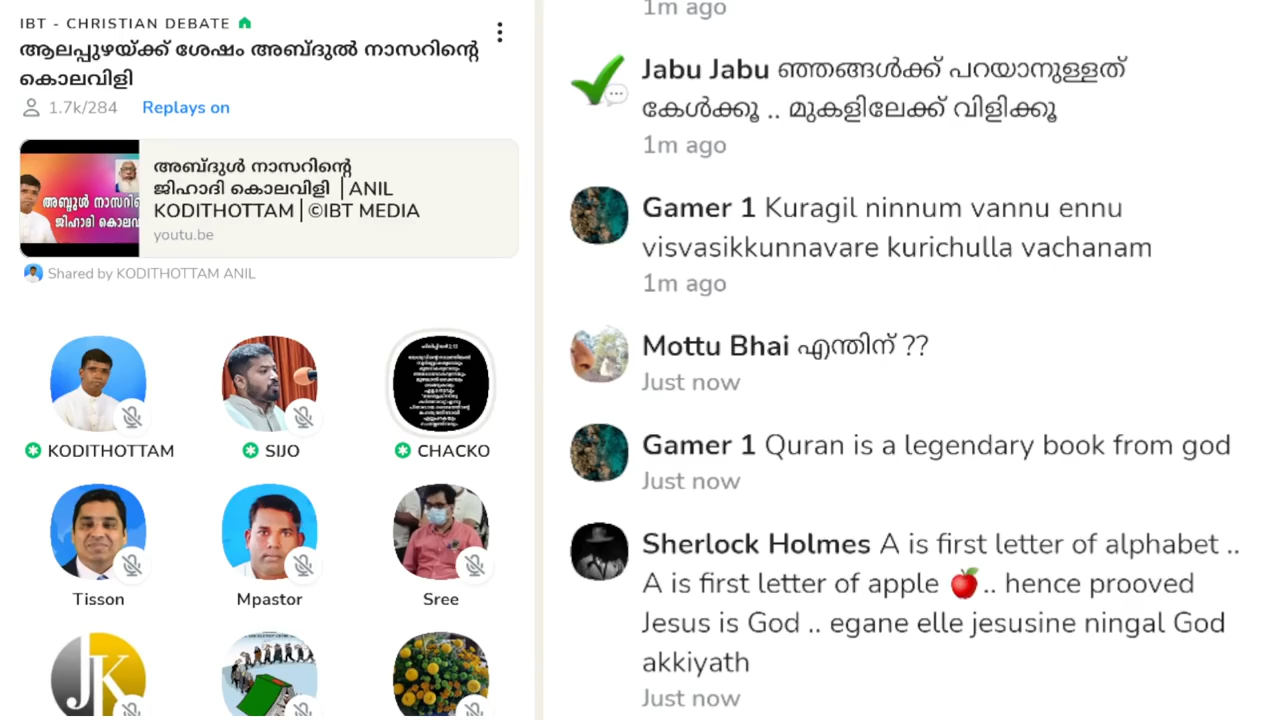 IBT - CHRISTIAN DEBATE
ആലപ്പുഴയ്ക്ക് ശേഷം അബ്ദുൽ നാസറിന്റെ
കൊലവിളി
1.7k/284 Replays on
അബ്ദുൾ നാസറിന്റെ
ജിഹാദി കൊലവിളി │ANIL
KODITHOTTAM│©IBT MEDIA
youtu.be
Shared by KODITHOTTAM ANIL
KODITHOTTAM SIJO CHACKO
Tisson Mpastor Sree
JK
1m ago
Jabu Jabu ഞങ്ങൾക്ക് പറയാനുള്ളത്
കേൾക്കൂ .. മുകളിലേക്ക് വിളിക്കൂ
1m ago
Gamer 1 Kuragil ninnum vannu ennu
visvasikkunnavare kurichulla vachanam
1m ago
Mottu Bhai എന്തിന് ??
Just now
Gamer 1 Quran is a legendary book from god
Just now
Sherlock Holmes A is first letter of alphabet ..
A is first letter of apple 🍎.. hence prooved
Jesus is God .. egane elle jesusine ningal God
akkiyath
Just now